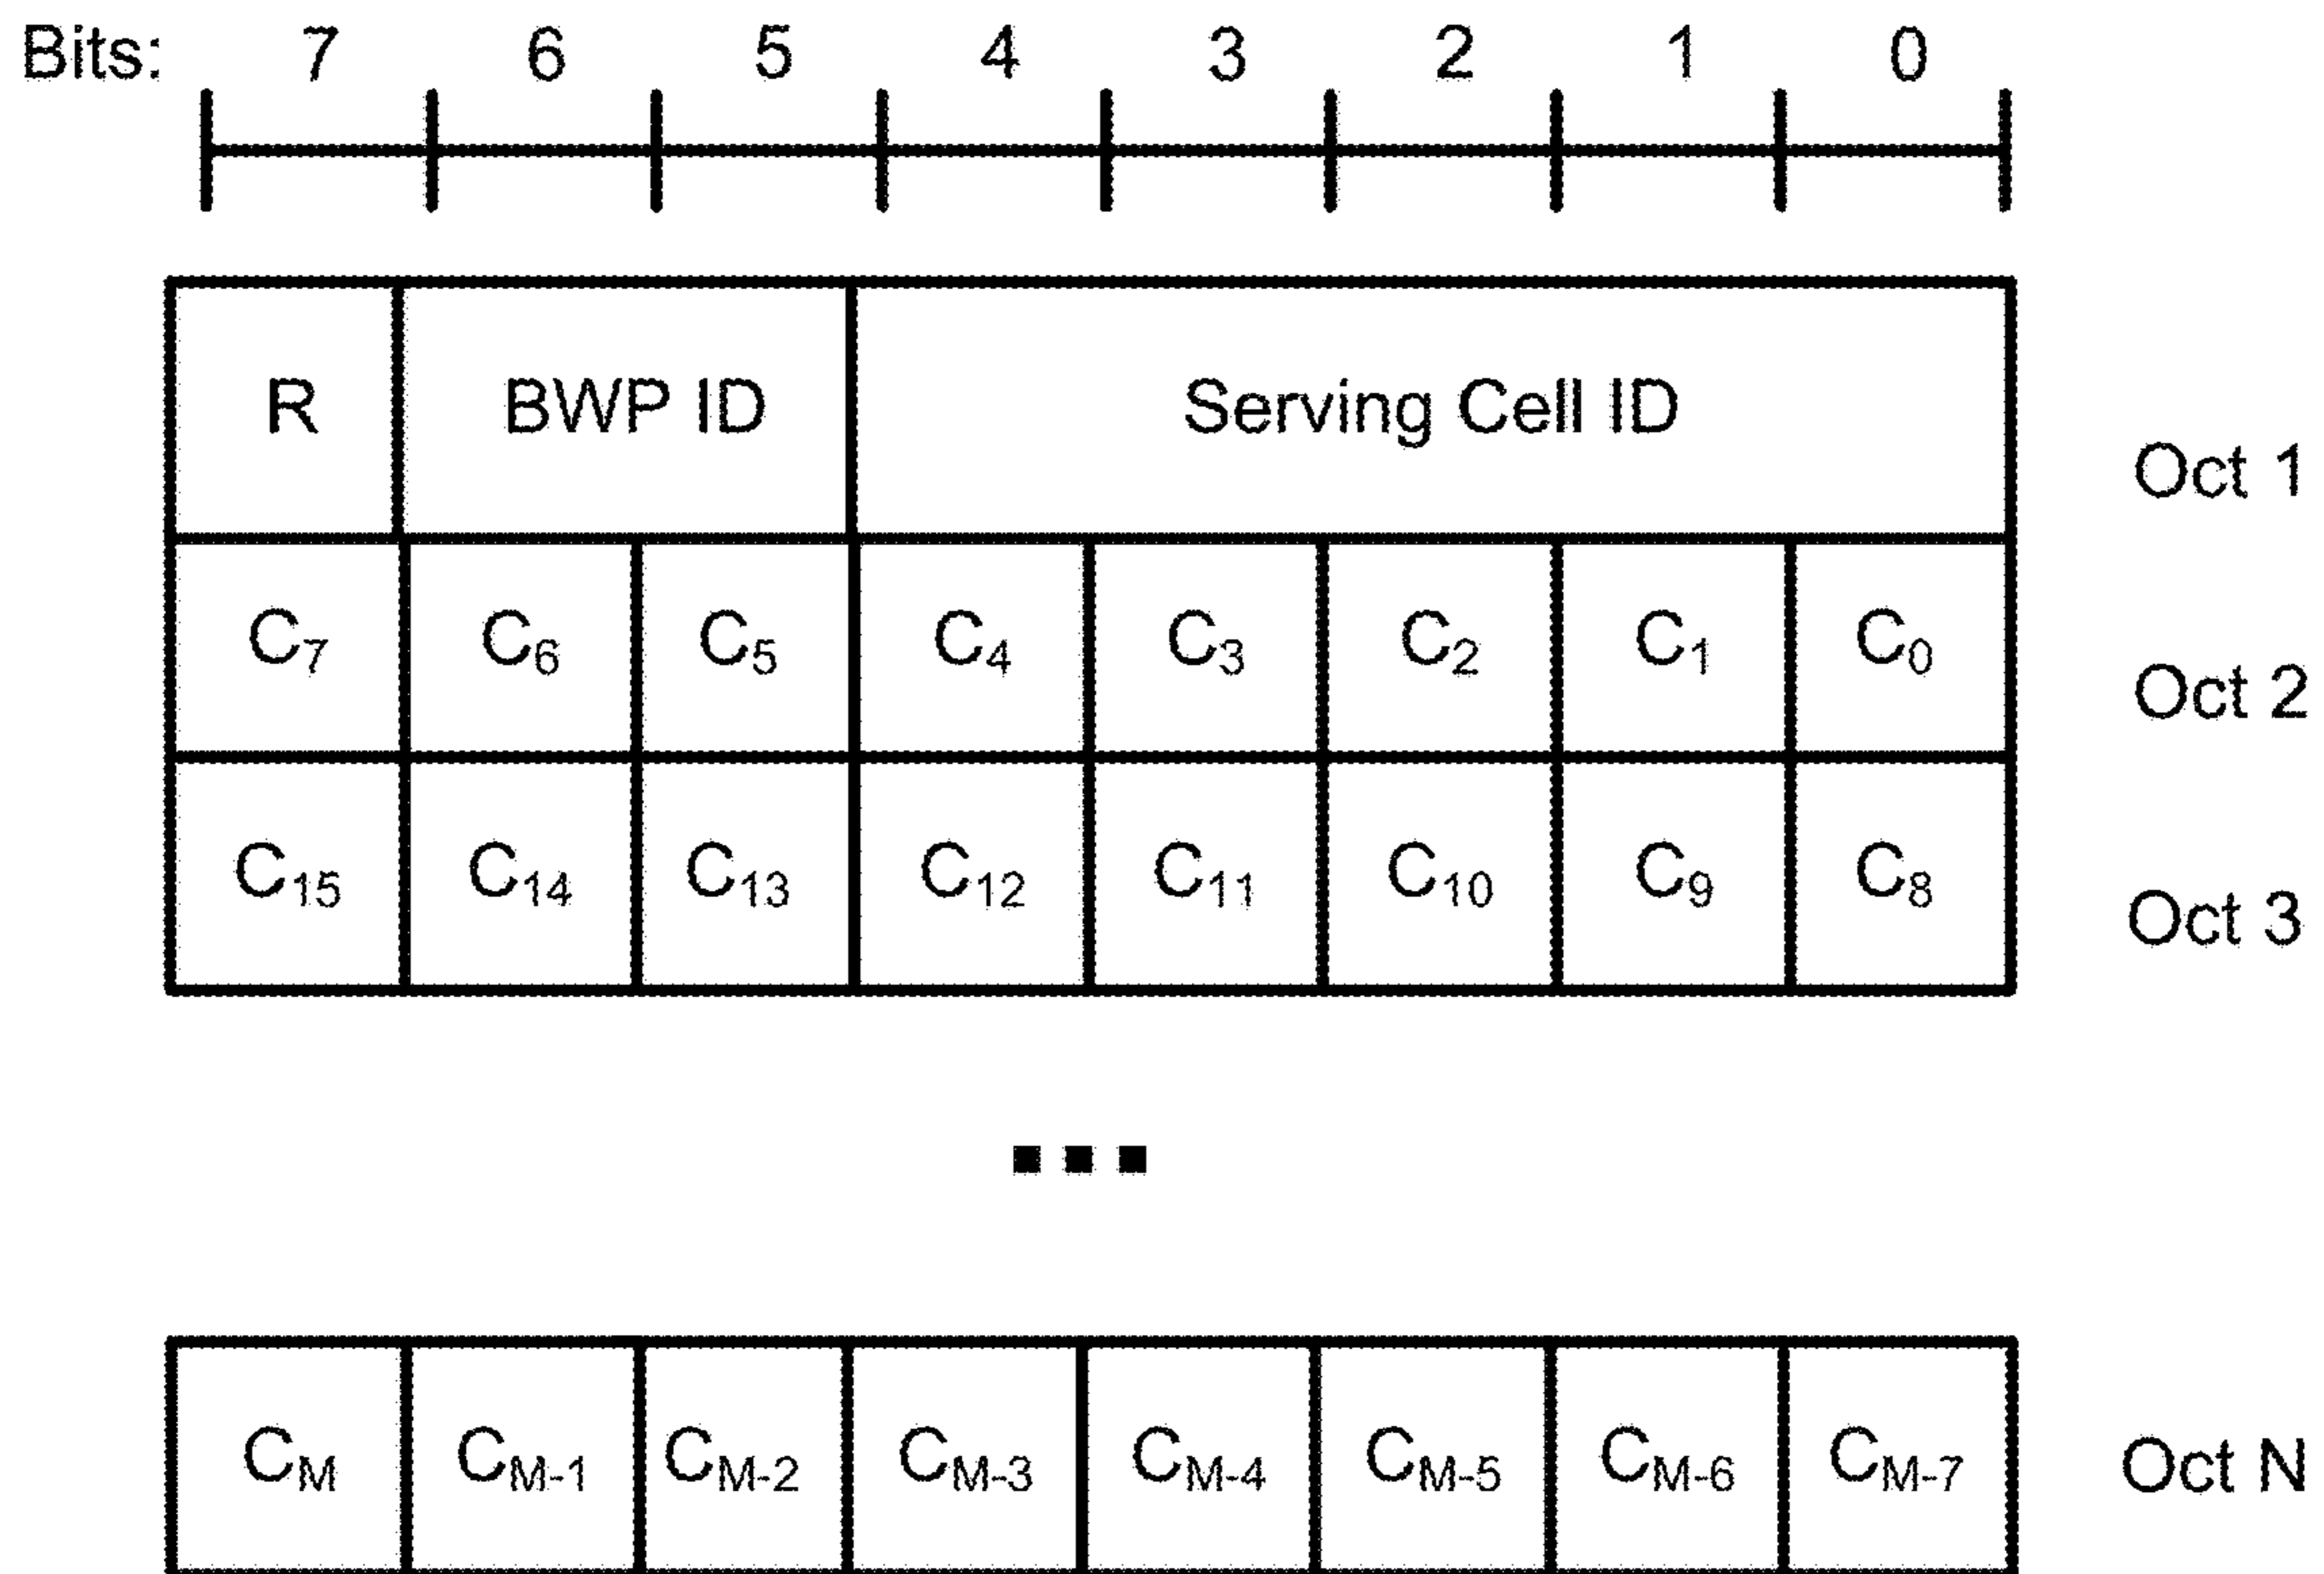 Bits: 7 6 5 4 3 2 1 0
R BWP ID Serving Cell ID Oct 1
C7 C6 C5 C4 C3 C2 C1 C0 Oct 2
C15 C14 C13 C12 C11 C10 C9 C8 Oct 3
...
CM CM-1 CM-2 CM-3 CM-4 CM-5 CM-6 CM-7 Oct N